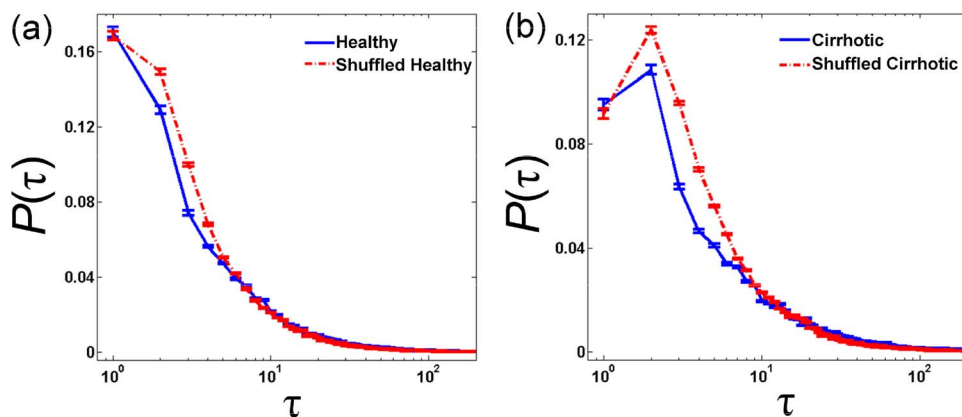 (a)
Healthy
Shuffled Healthy
P(τ)
0.16
0.12
0.08
0.04
0
10⁰
10¹
10²
τ
(b)
Cirrhotic
Shuffled Cirrhotic
P(τ)
0.12
0.08
0.04
0
10⁰
10¹
10²
τ